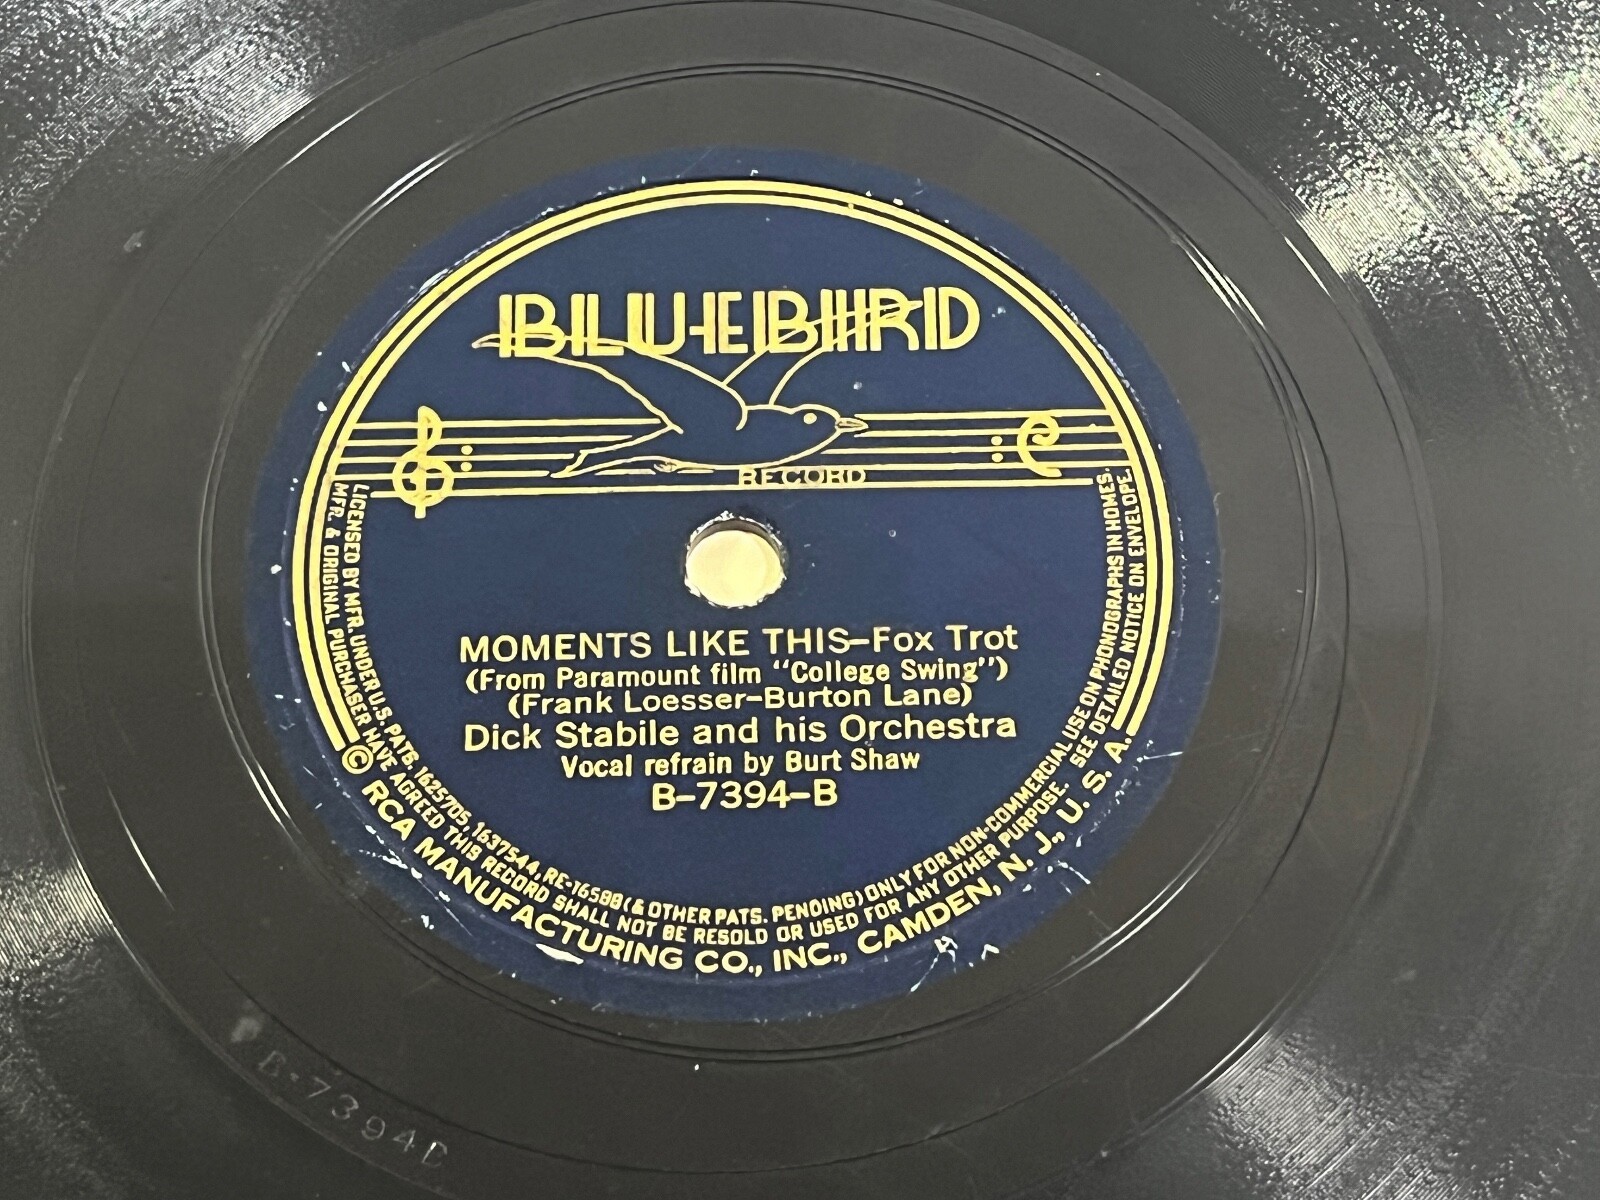 BLUEBIRD
RECORD
MOMENTS LIKE THIS—Fox Trot
(From Paramount film "College Swing")
(Frank Loesser-Burton Lane)
Dick Stabile and his Orchestra
Vocal refrain by Burt Shaw
B-7394-B
LICENSED BY MFR. UNDER U.S. PATS. 1625705, 1637544, RE-16588 (& OTHER PATS. PENDING) ONLY FOR NON-COMMERCIAL USE ON PHONOGRAPHS IN HOMES.
MFR. & ORIGINAL PURCHASER HAVE AGREED THIS RECORD SHALL NOT BE RESOLD OR USED FOR ANY OTHER PURPOSE. SEE DETAILED NOTICE ON ENVELOPE.
© RCA MANUFACTURING CO., INC., CAMDEN, N. J., U. S. A.
B-7394D